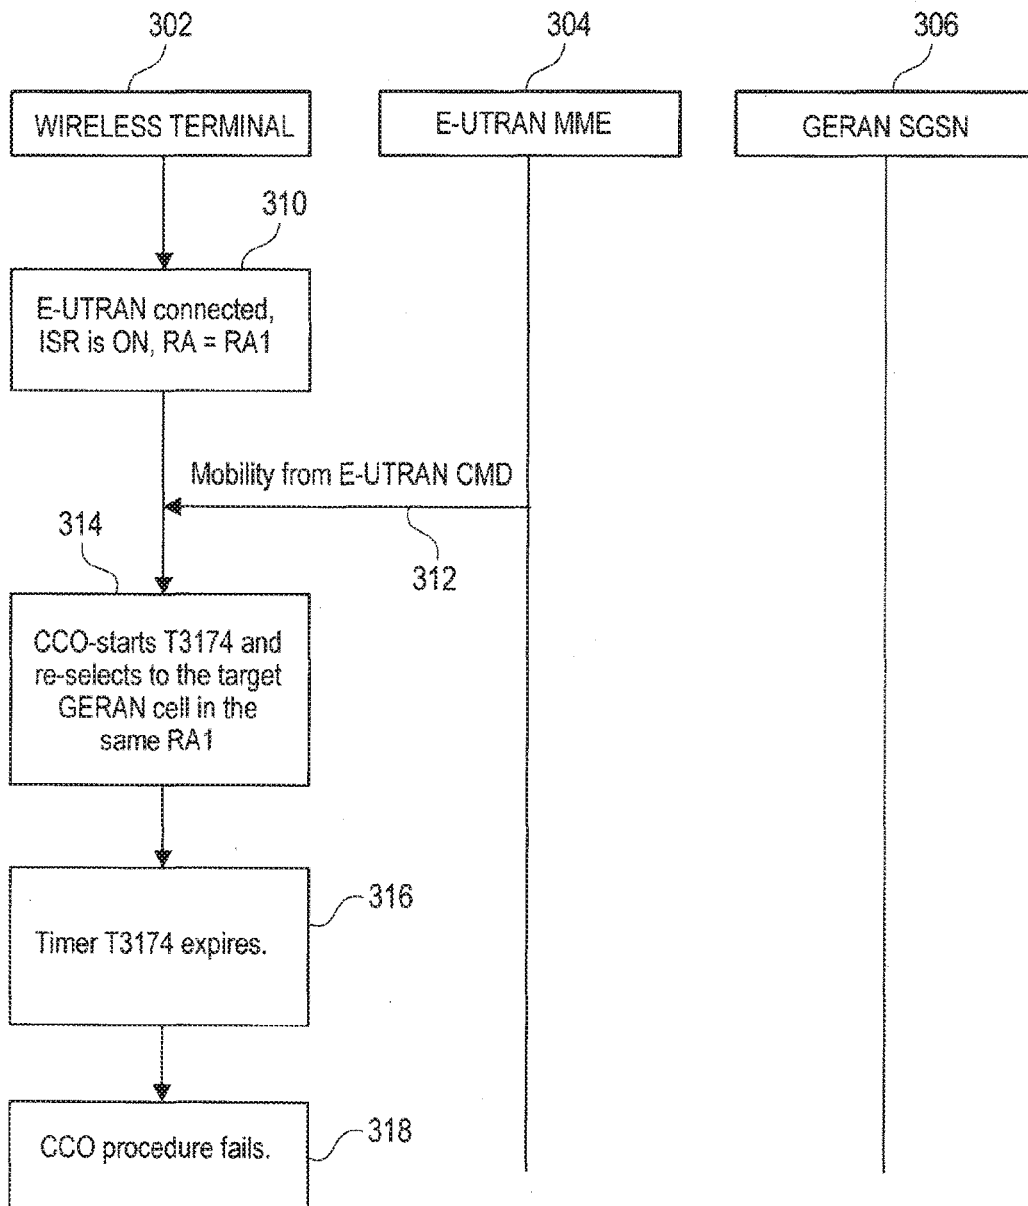 302
304
306
WIRELESS TERMINAL
E-UTRAN MME
GERAN SGSN
310
E-UTRAN connected,
ISR is ON, RA = RA1
Mobility from E-UTRAN CMD
312
314
CCO-starts T3174 and
re-selects to the target
GERAN cell in the
same RA1
316
Timer T3174 expires.
318
CCO procedure fails.